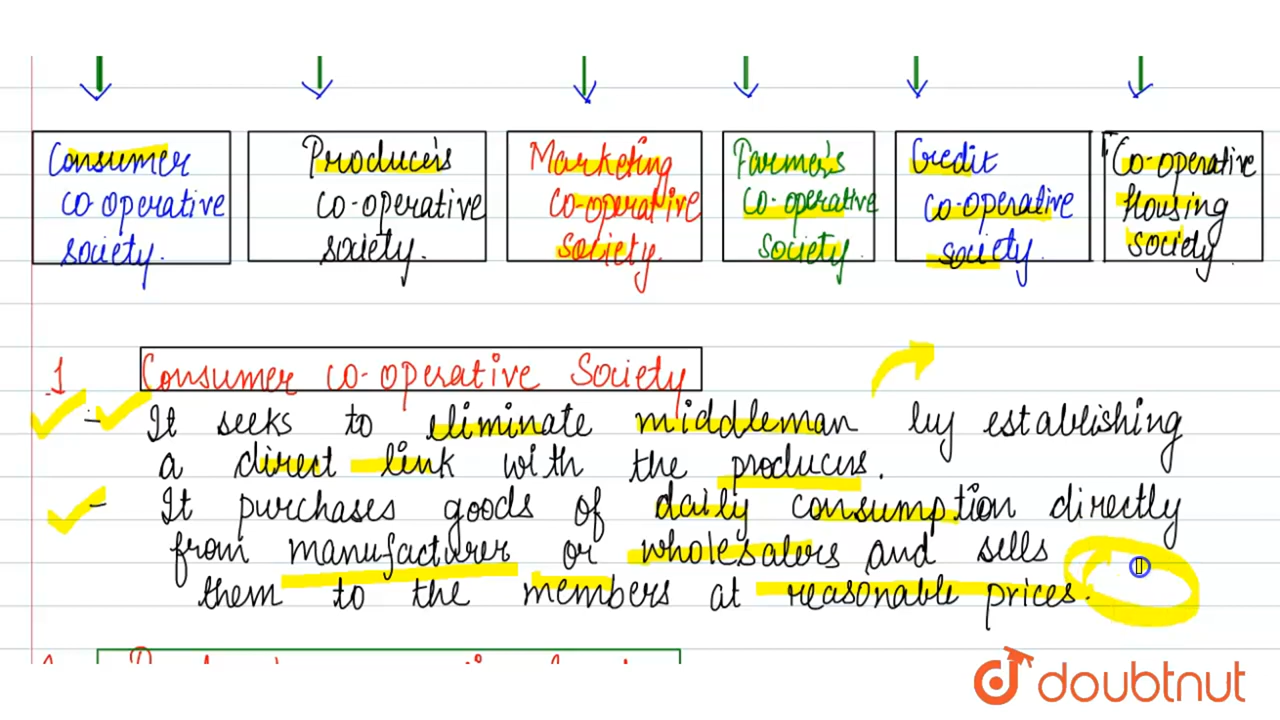 Consumer co operative society.
Producer's co-operative society.
Marketing co-operative society.
Farmer's co-operative society.
Credit co-operative society
Co-operative housing society.
1 Consumer co-operative Society
- It seeks to eliminate middleman by establishing
a direct link with the producers.
- It purchases goods of daily consumption directly
from manufacturer or wholesalers and sells
them to the members at reasonable prices.
doubtnut